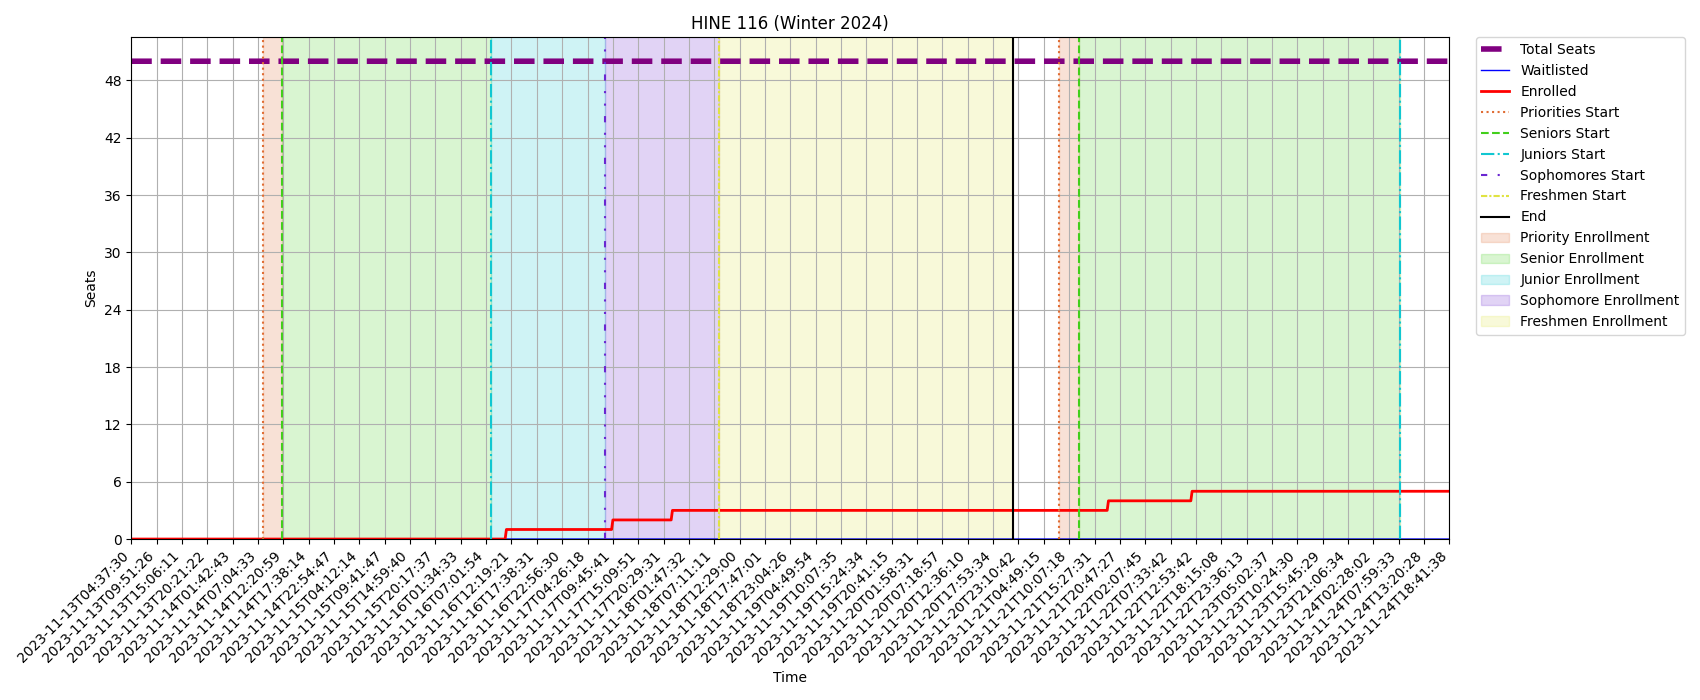 HINE 116 (Winter 2024)
Total Seats
Waitlisted
Enrolled
Priorities Start
Seniors Start
Juniors Start
Sophomores Start
Freshmen Start
End
Priority Enrollment
Senior Enrollment
Junior Enrollment
Sophomore Enrollment
Freshmen Enrollment
Seats
48
42
36
30
24
18
12
6
0
2023-11-13T04:37:30
2023-11-13T09:51:26
2023-11-13T15:06:11
2023-11-13T20:21:22
2023-11-14T01:42:43
2023-11-14T07:04:33
2023-11-14T12:20:59
2023-11-14T17:38:14
2023-11-14T22:54:47
2023-11-15T04:12:14
2023-11-15T09:41:47
2023-11-15T14:59:40
2023-11-15T20:17:37
2023-11-16T01:34:33
2023-11-16T07:01:54
2023-11-16T12:19:21
2023-11-16T17:38:31
2023-11-16T22:56:30
2023-11-17T04:26:18
2023-11-17T09:45:41
2023-11-17T15:09:51
2023-11-17T20:29:31
2023-11-18T01:47:32
2023-11-18T07:11:11
2023-11-18T12:29:00
2023-11-18T17:47:01
2023-11-18T23:04:26
2023-11-19T04:49:54
2023-11-19T10:07:35
2023-11-19T15:24:34
2023-11-19T20:41:15
2023-11-20T01:58:31
2023-11-20T07:18:57
2023-11-20T12:36:10
2023-11-20T17:53:34
2023-11-20T23:10:42
2023-11-21T04:49:15
2023-11-21T10:07:18
2023-11-21T15:27:31
2023-11-21T20:47:27
2023-11-22T02:07:45
2023-11-22T07:33:42
2023-11-22T12:53:42
2023-11-22T18:15:08
2023-11-22T23:36:13
2023-11-23T05:02:37
2023-11-23T10:24:30
2023-11-23T15:45:29
2023-11-23T21:06:34
2023-11-24T02:28:02
2023-11-24T07:59:33
2023-11-24T13:20:28
2023-11-24T18:41:38
Time